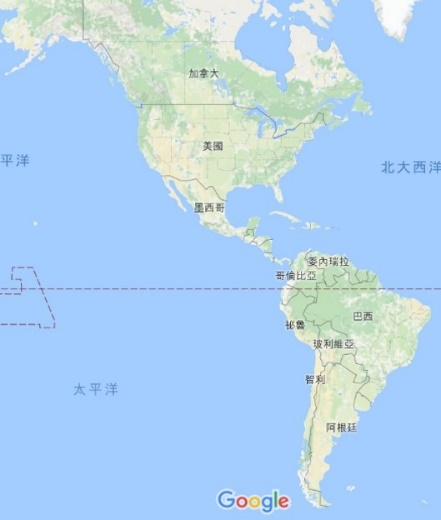 加拿大
美國
平洋
北大西洋
墨西哥
委內瑞拉
哥倫比亞
巴西
祕魯
玻利維亞
智利
太平洋
阿根廷
Google